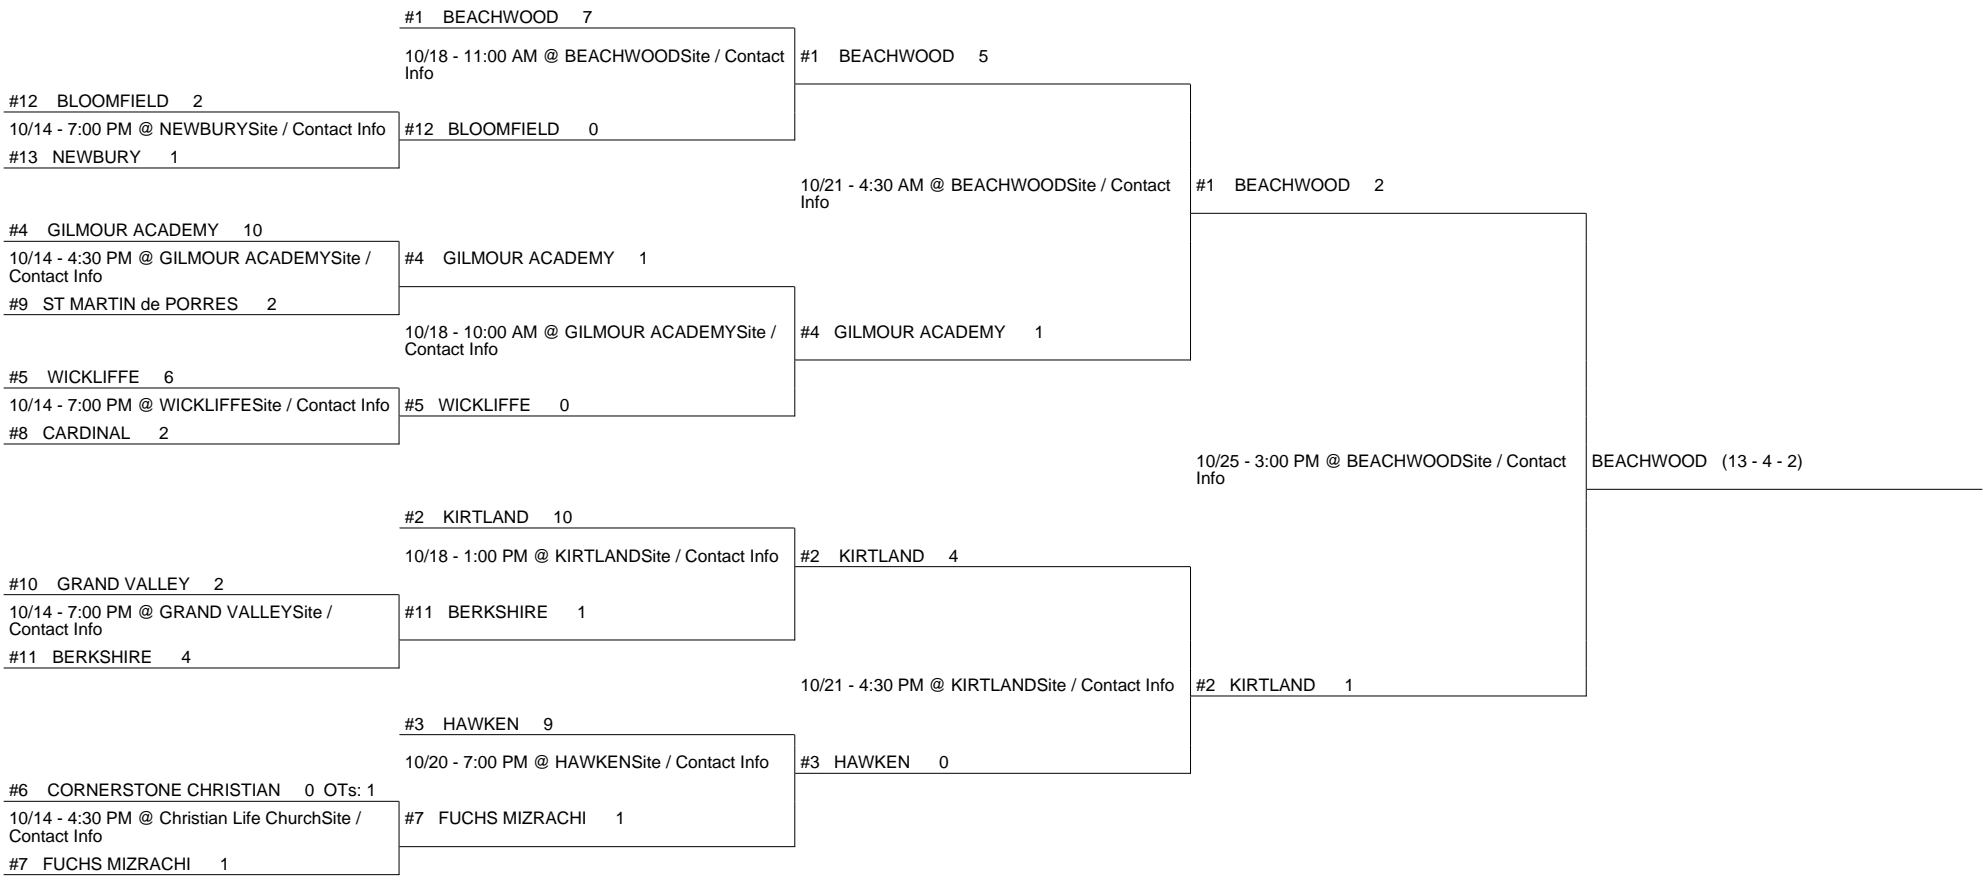 #1 BEACHWOOD 7
10/18 - 11:00 AM @ BEACHWOODSite / Contact
Info
#12 BLOOMFIELD 0
#12 BLOOMFIELD 2
10/14 - 7:00 PM @ NEWBURYSite / Contact Info
#13 NEWBURY 1
#4 GILMOUR ACADEMY 10
10/14 - 4:30 PM @ GILMOUR ACADEMYSite /
Contact Info
#9 ST MARTIN de PORRES 2
#4 GILMOUR ACADEMY 1
10/18 - 10:00 AM @ GILMOUR ACADEMYSite /
Contact Info
#5 WICKLIFFE 0
#5 WICKLIFFE 6
10/14 - 7:00 PM @ WICKLIFFESite / Contact Info
#8 CARDINAL 2
#1 BEACHWOOD 5
10/21 - 4:30 AM @ BEACHWOODSite / Contact
Info
#4 GILMOUR ACADEMY 1
#2 KIRTLAND 10
10/18 - 1:00 PM @ KIRTLANDSite / Contact Info
#11 BERKSHIRE 1
#10 GRAND VALLEY 2
10/14 - 7:00 PM @ GRAND VALLEYSite /
Contact Info
#11 BERKSHIRE 4
#3 HAWKEN 9
10/20 - 7:00 PM @ HAWKENSite / Contact Info
#7 FUCHS MIZRACHI 1
#6 CORNERSTONE CHRISTIAN 0 OTs: 1
10/14 - 4:30 PM @ Christian Life ChurchSite /
Contact Info
#7 FUCHS MIZRACHI 1
#2 KIRTLAND 4
10/21 - 4:30 PM @ KIRTLANDSite / Contact Info
#3 HAWKEN 0
#1 BEACHWOOD 2
10/25 - 3:00 PM @ BEACHWOODSite / Contact
Info
#2 KIRTLAND 1
BEACHWOOD (13 - 4 - 2)